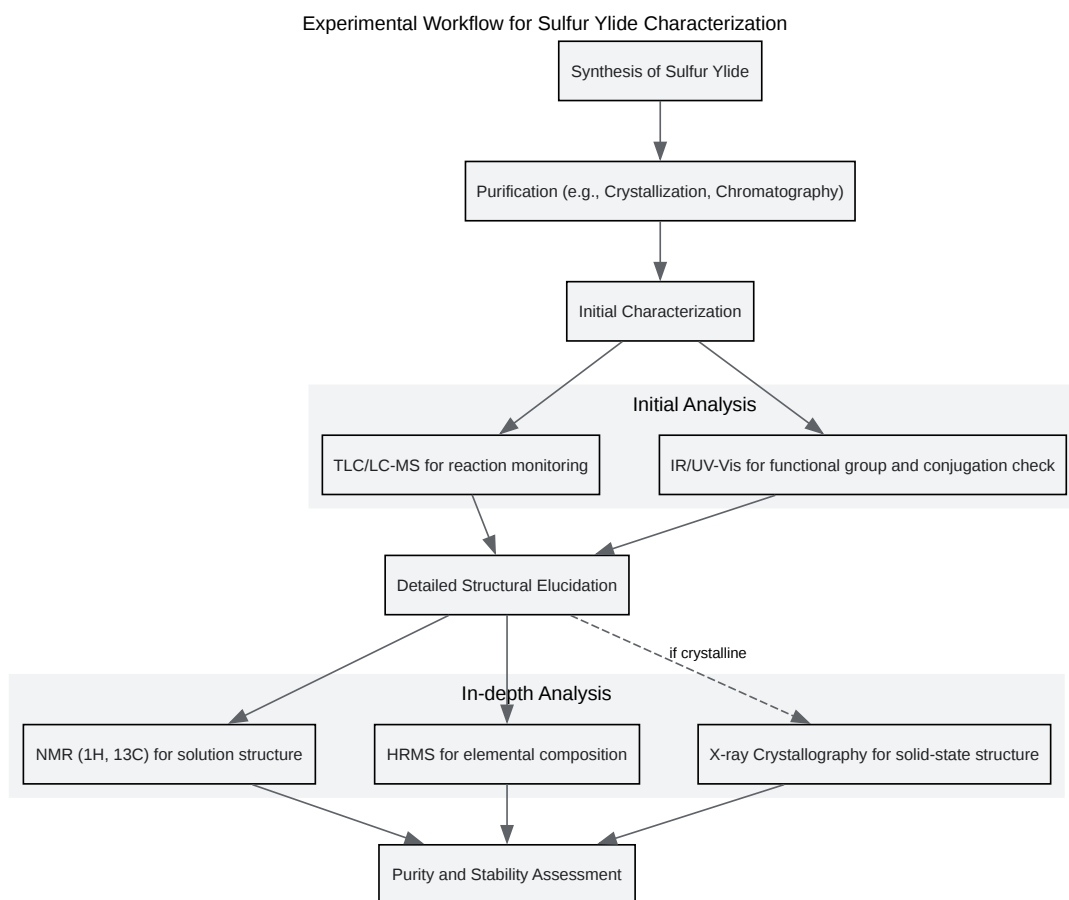 Experimental Workflow for Sulfur Ylide Characterization
Synthesis of Sulfur Ylide
Purification (e.g., Crystallization, Chromatography)
Initial Characterization
Initial Analysis
TLC/LC-MS for reaction monitoring
IR/UV-Vis for functional group and conjugation check
Detailed Structural Elucidation
if crystalline
In-depth Analysis
NMR (1H, 13C) for solution structure
HRMS for elemental composition
X-ray Crystallography for solid-state structure
Purity and Stability Assessment